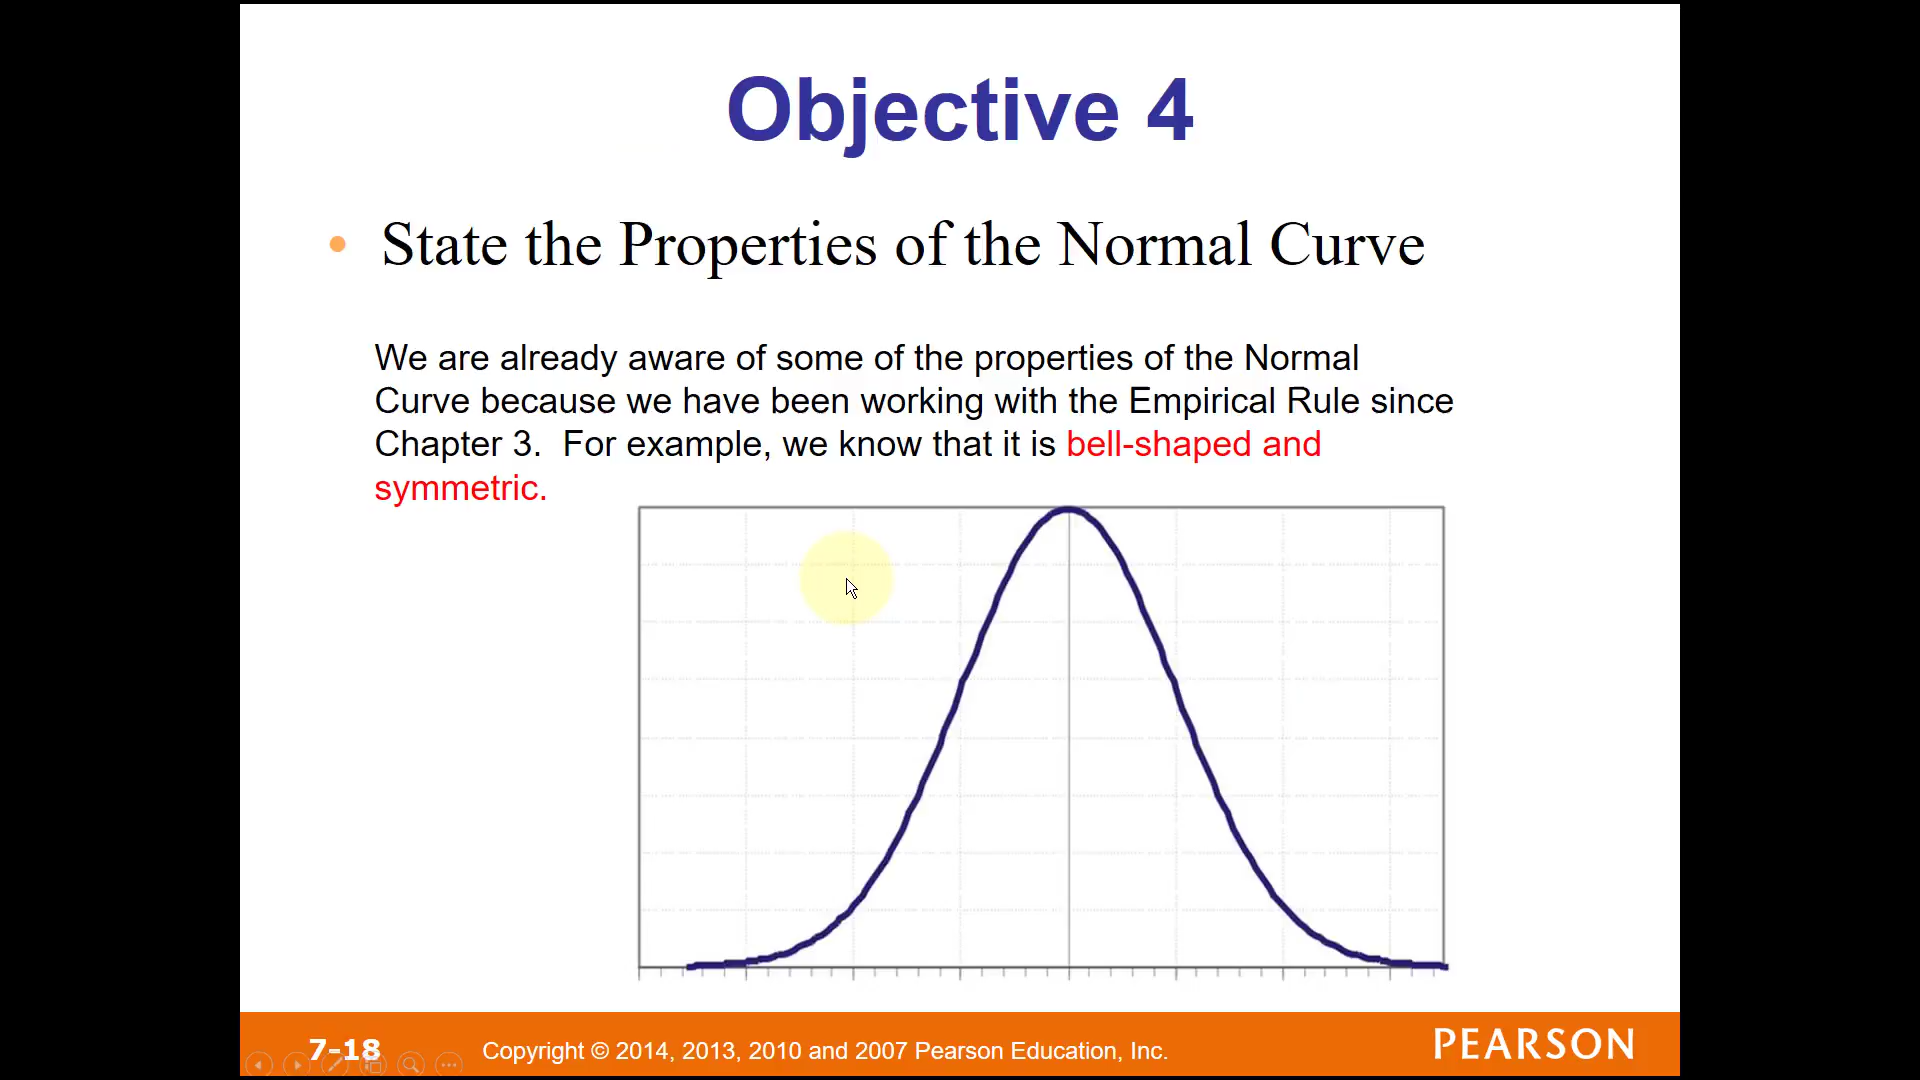 Objective 4
• State the Properties of the Normal Curve
We are already aware of some of the properties of the Normal
Curve because we have been working with the Empirical Rule since
Chapter 3.  For example, we know that it is bell-shaped and
symmetric.
7-18
Copyright © 2014, 2013, 2010 and 2007 Pearson Education, Inc.
PEARSON